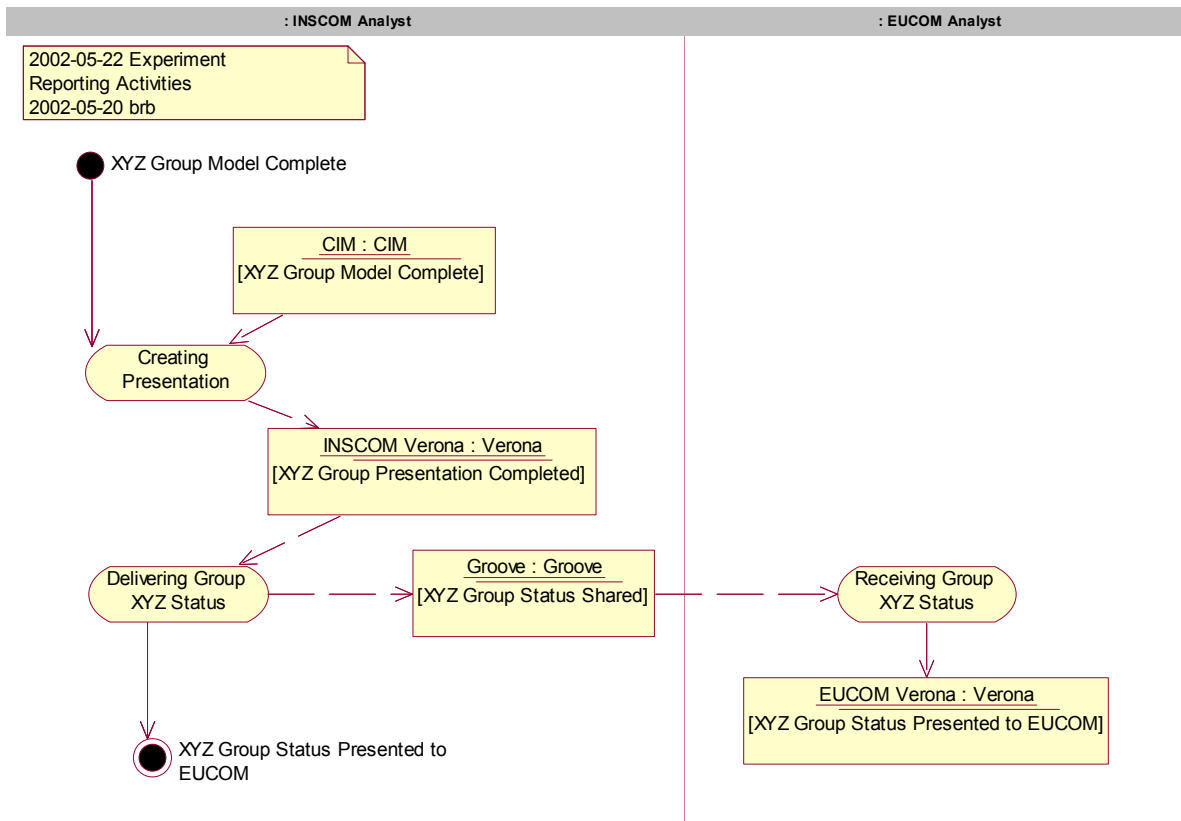 : INSCOM Analyst
: EUCOM Analyst
2002-05-22 Experiment
Reporting Activities
2002-05-20 brb
XYZ Group Model Complete
CIM : CIM
[XYZ Group Model Complete]
Creating
Presentation
INSCOM Verona : Verona
[XYZ Group Presentation Completed]
Delivering Group
XYZ Status
Groove : Groove
[XYZ Group Status Shared]
Receiving Group
XYZ Status
EUCOM Verona : Verona
[XYZ Group Status Presented to EUCOM]
XYZ Group Status Presented to
EUCOM